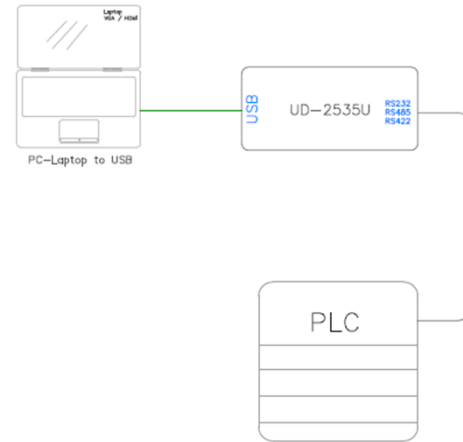 Laptop
VGA / HDMI
USB
UD-2535U
RS232
RS485
RS422
PC-Laptop to USB
PLC